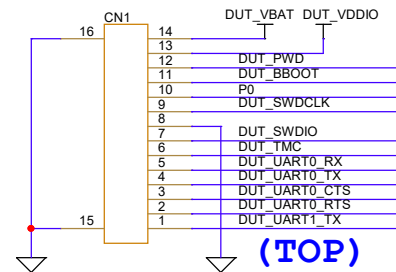 CN1
DUT_VBAT DUT_VDDIO
16 14
13
12 DUT_PWD
11 DUT_BBOOT
10 P0
9 DUT_SWDCLK
8
7 DUT_SWDIO
6 DUT_TMC
5 DUT_UART0_RX
4 DUT_UART0_TX
3 DUT_UART0_CTS
2 DUT_UART0_RTS
15 1 DUT_UART1_TX
(TOP)